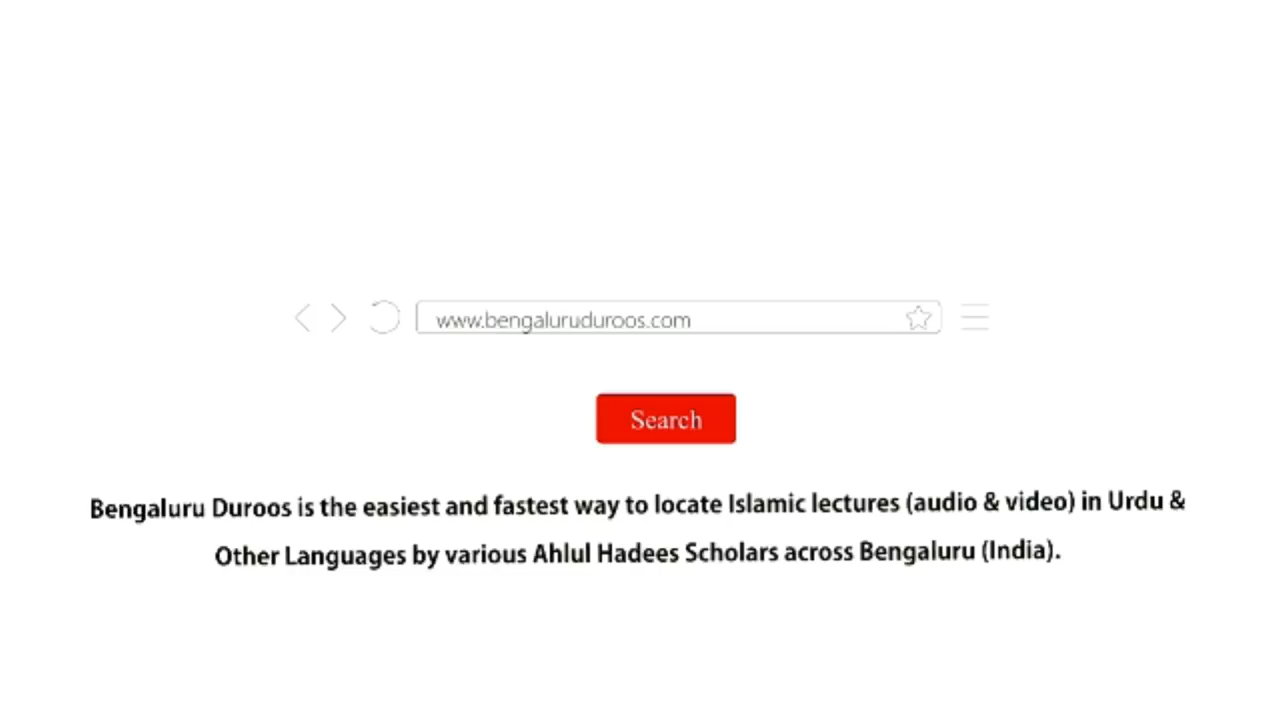 www.bengaluruduroos.com
Search
Bengaluru Duroos is the easiest and fastest way to locate Islamic lectures (audio & video) in Urdu &
Other Languages by various Ahlul Hadees Scholars across Bengaluru (India).